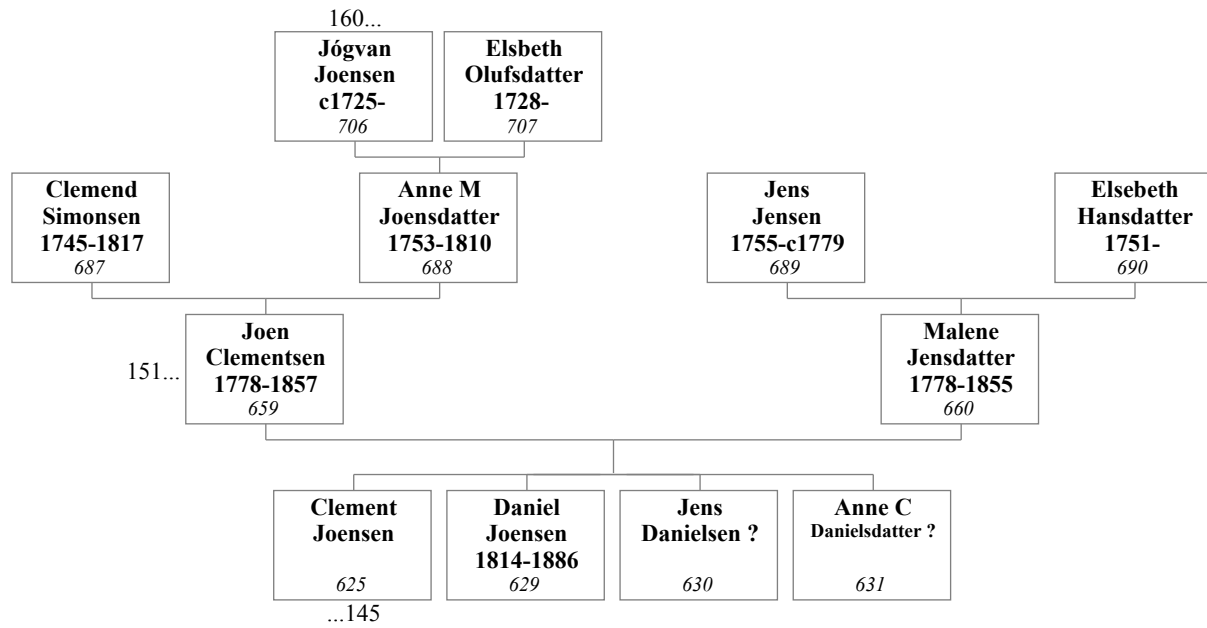 160...
Jógvan
Joensen
c1725-
706
Elsbeth
Olufsdatter
1728-
707
Clemend
Simonsen
1745-1817
687
Anne M
Joensdatter
1753-1810
688
Jens
Jensen
1755-c1779
689
Elsebeth
Hansdatter
1751-
690
151...
Joen
Clementsen
1778-1857
659
Malene
Jensdatter
1778-1855
660
Clement
Joensen
625
Daniel
Joensen
1814-1886
629
Jens
Danielsen ?
630
Anne C
Danielsdatter ?
631
...145